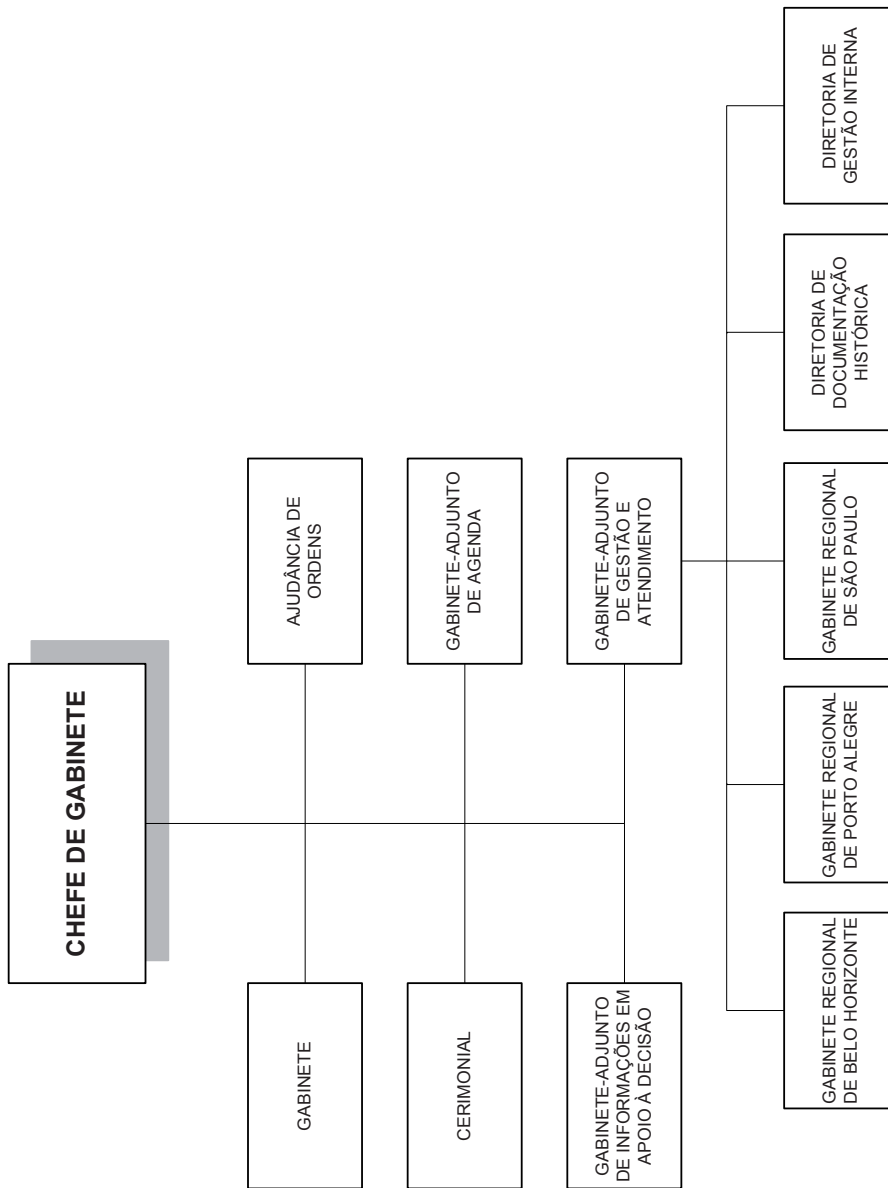 CHEFE DE GABINETE
GABINETE
AJUDÂNCIA DE
ORDENS
CERIMONIAL
GABINETE-ADJUNTO
DE AGENDA
GABINETE-ADJUNTO
DE INFORMAÇÕES EM
APOIO À DECISÃO
GABINETE-ADJUNTO
DE GESTÃO E
ATENDIMENTO
GABINETE REGIONAL
DE BELO HORIZONTE
GABINETE REGIONAL
DE PORTO ALEGRE
GABINETE REGIONAL
DE SÃO PAULO
DIRETORIA DE
DOCUMENTAÇÃO
HISTÓRICA
DIRETORIA DE
GESTÃO INTERNA